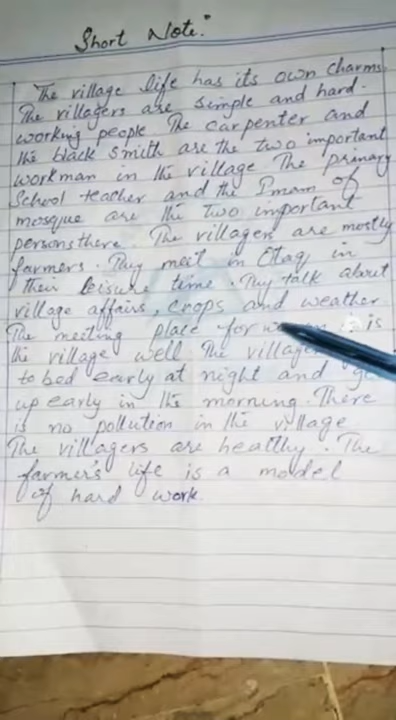 Short Note:"
The village life has its own charms.
The villagers are simple and hard-
working people. The carpenter and
the black smith are the two important
workman in the village The primary
School teacher and the Imam of
mosque are the two important
persons there. The villagers are mostly
farmers. They meet in Otaq in
their leisure time. They talk about
village affairs, crops and weather
The meeting place for is
the village well The
to bed early at night and
up early in the morning. There
is no pollution in the village
The villagers are healthy. The
farmer's life is a model
of hard work.